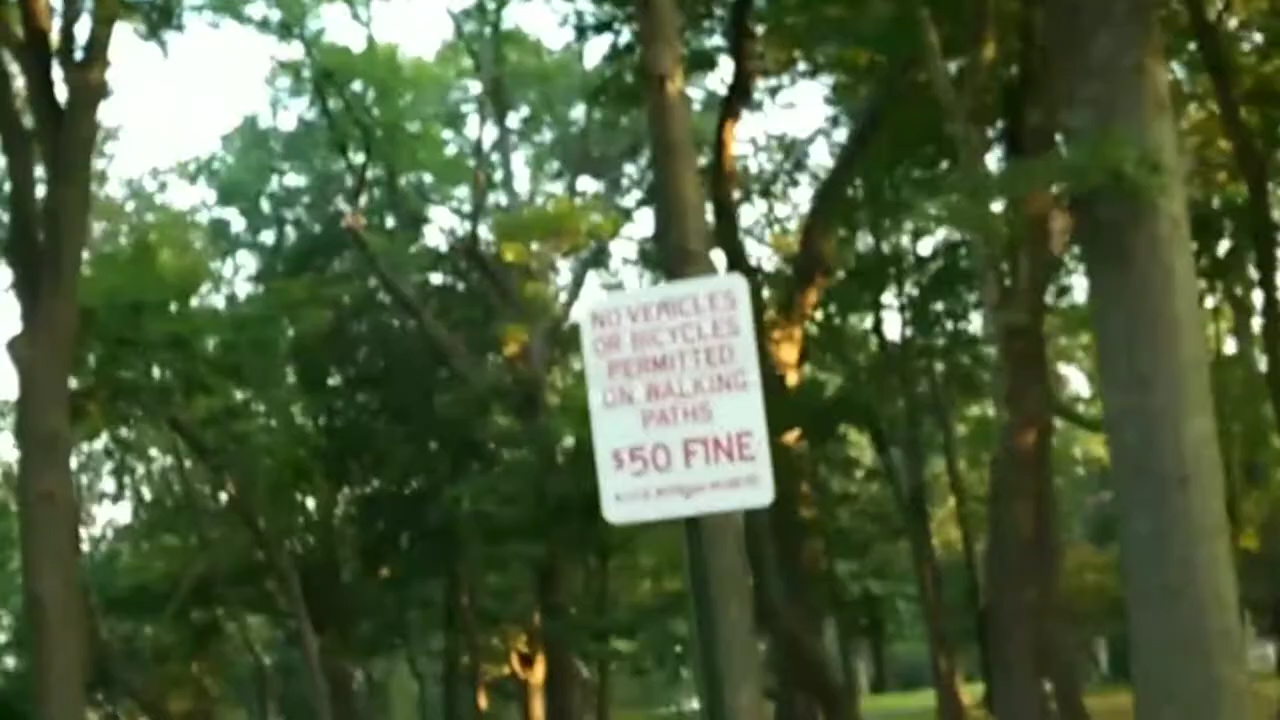 NO VEHICLES
OR BICYCLES
PERMITTED
ON WALKING
PATHS
$50 FINE